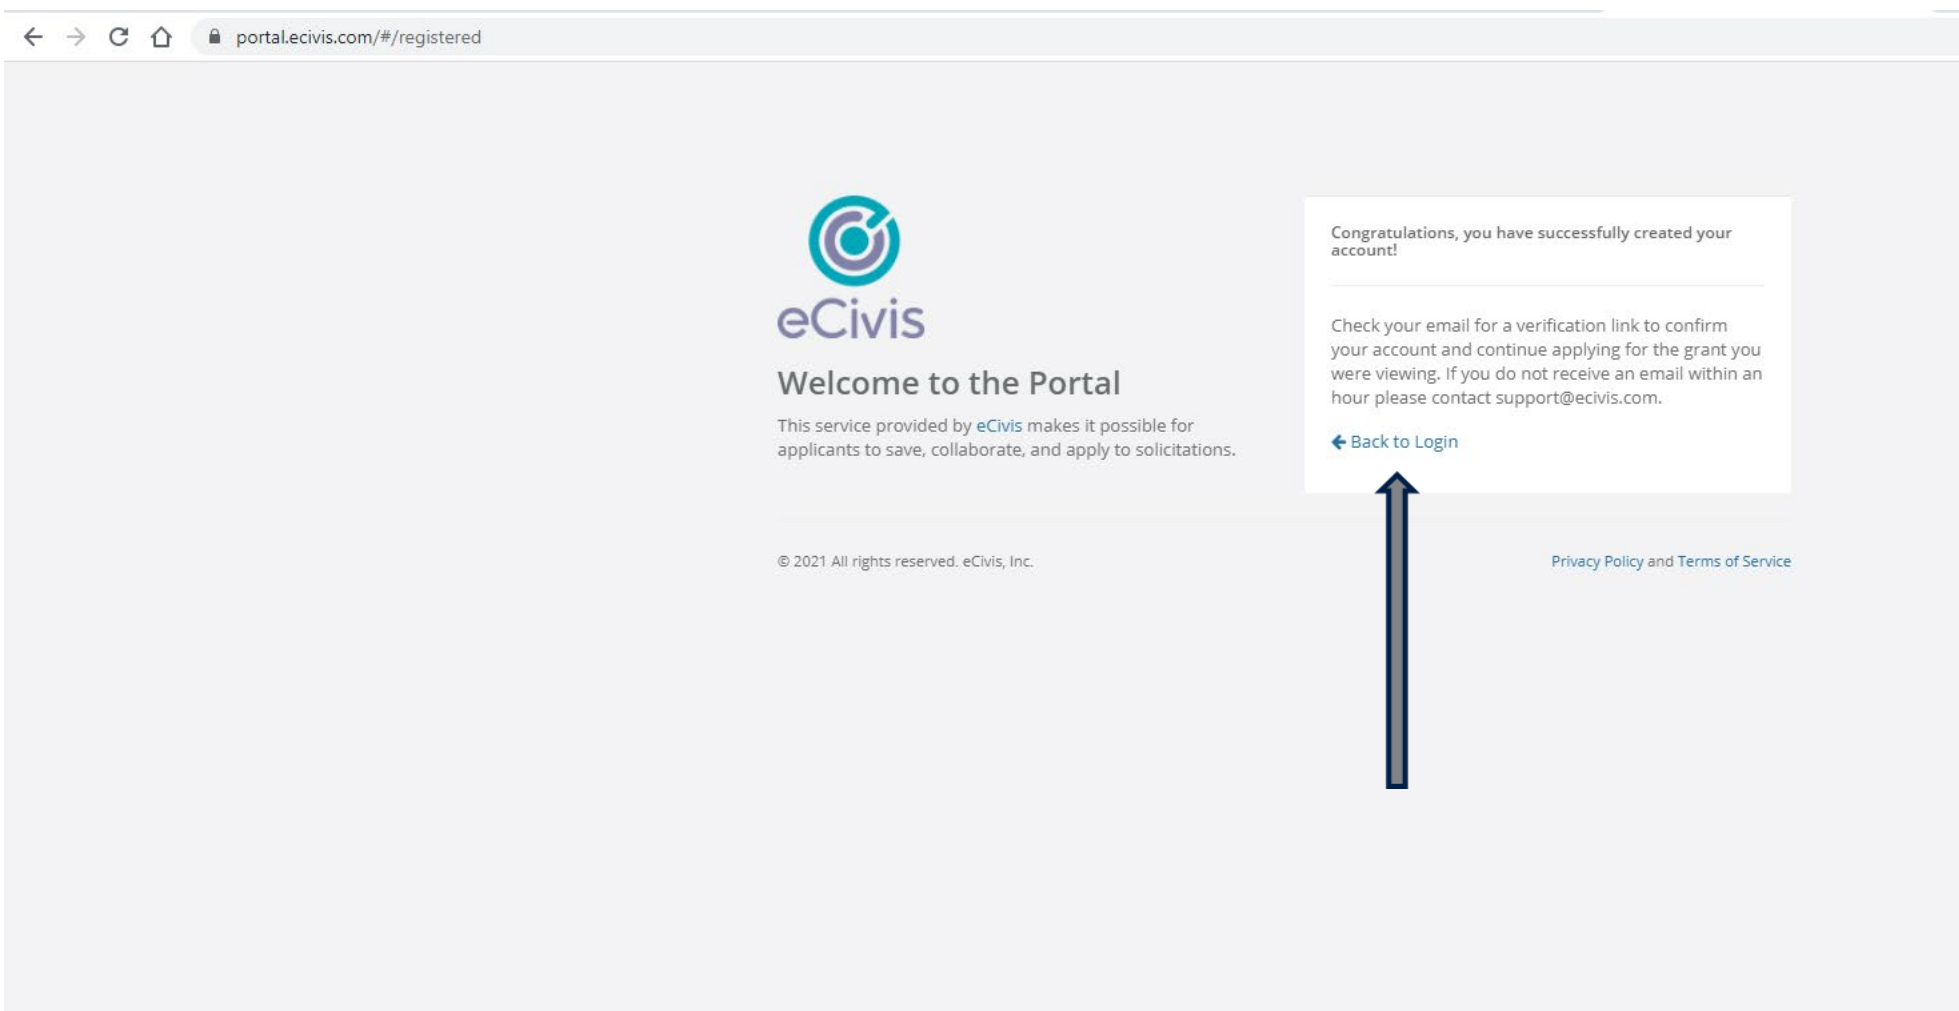 portal.ecivis.com/#/registered
eCivis
Welcome to the Portal
This service provided by eCivis makes it possible for
applicants to save, collaborate, and apply to solicitations.
Congratulations, you have successfully created your
account!
Check your email for a verification link to confirm
your account and continue applying for the grant you
were viewing. If you do not receive an email within an
hour please contact support@ecivis.com.
Back to Login
© 2021 All rights reserved. eCivis, Inc.
Privacy Policy and Terms of Service